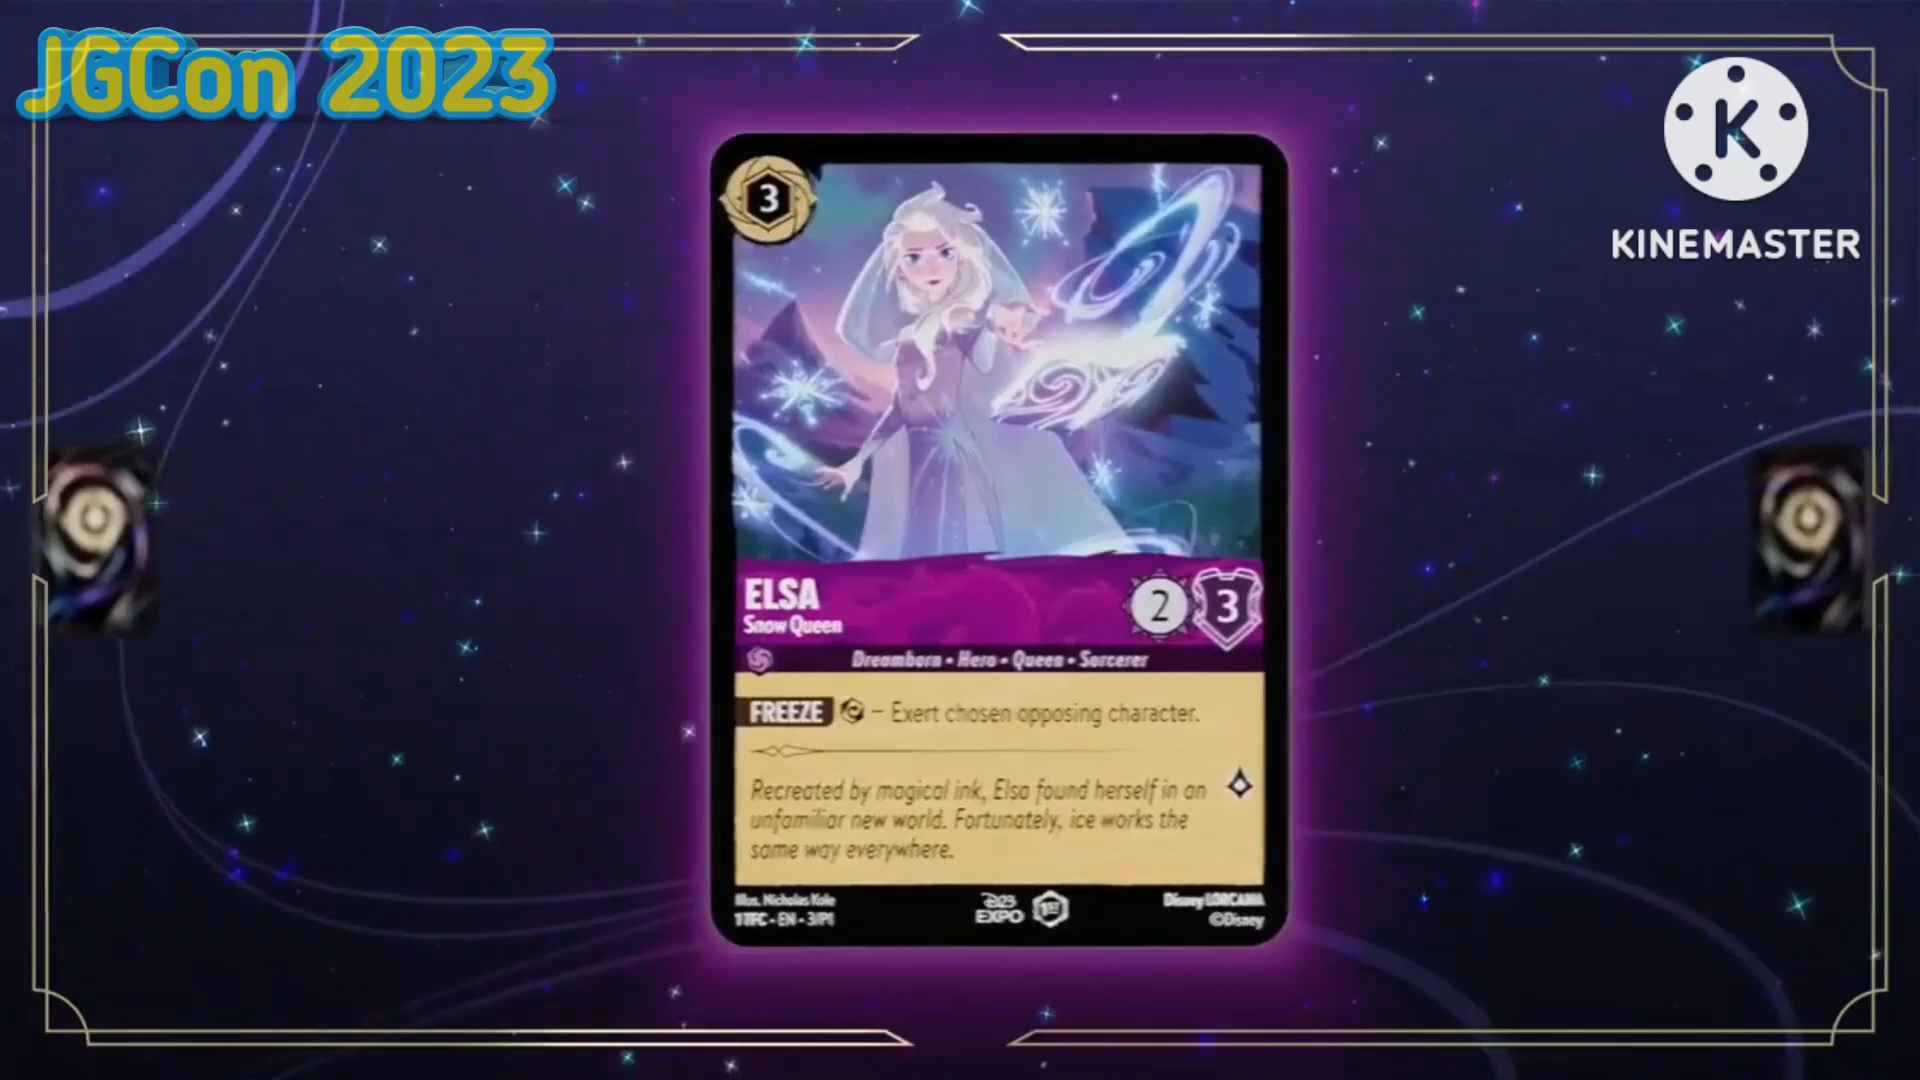 JGCon 2023
K
KINEMASTER
3
ELSA
Snow Queen
2
3
Dreamborn • Hero • Queen • Sorcerer
FREEZE – Exert chosen opposing character.
Recreated by magical ink, Elsa found herself in an
unfamiliar new world. Fortunately, ice works the
same way everywhere.
Illus. Nicholas Kole
1TFC • EN • 3/P1
D23
EXPO
1ST
Disney LORCANA
©Disney